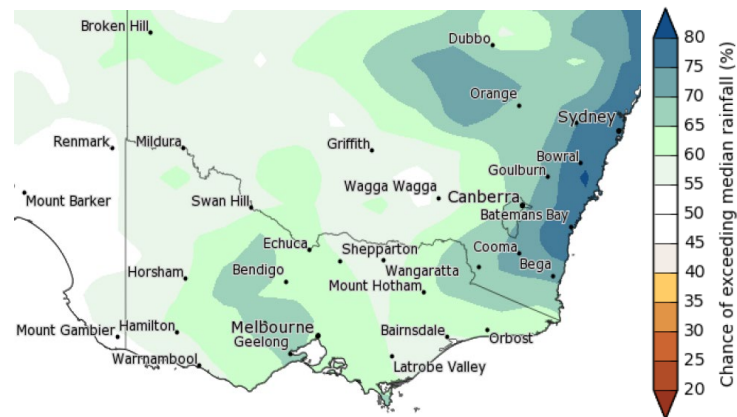 Broken Hill
Dubbo
Orange
Sydney
Renmark
Mildura
Griffith
Bowral
Goulburn
Wagga Wagga
Canberra
Mount Barker
Swan Hill
Batemans Bay
Echuca
Shepparton
Cooma
Horsham
Bendigo
Wangaratta
Bega
Mount Hotham
Mount Gambier
Hamilton
Melbourne
Geelong
Bairnsdale
Orbost
Warrnambool
Latrobe Valley
80
75
70
65
60
55
50
45
40
35
30
25
20
Chance of exceeding median rainfall (%)